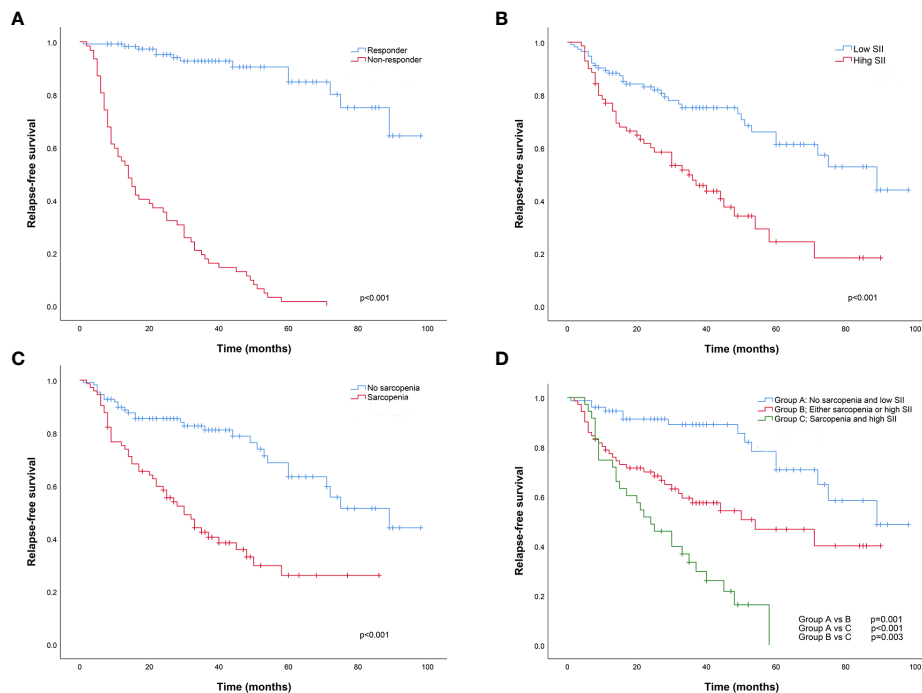 A
Relapse-free survival
1.0
0.8
0.6
0.4
0.2
0.0
Responder
Non-responder
p<0.001
0 20 40 60 80 100
Time (months)
B
Relapse-free survival
1.0
0.8
0.6
0.4
0.2
0.0
Low SII
Hihg SII
p<0.001
0 20 40 60 80 100
Time (months)
C
Relapse-free survival
1.0
0.8
0.6
0.4
0.2
0.0
No sarcopenia
Sarcopenia
p<0.001
0 20 40 60 80 100
Time (months)
D
Relapse-free survival
1.0
0.8
0.6
0.4
0.2
0.0
Group A: No sarcopenia and low SII
Group B; Either sarcopenia or high SII
Group C: Sarcopenia and high SII
Group A vs B p=0.001
Group A vs C p<0.001
Group B vs C p=0.003
0 20 40 60 80 100
Time (months)